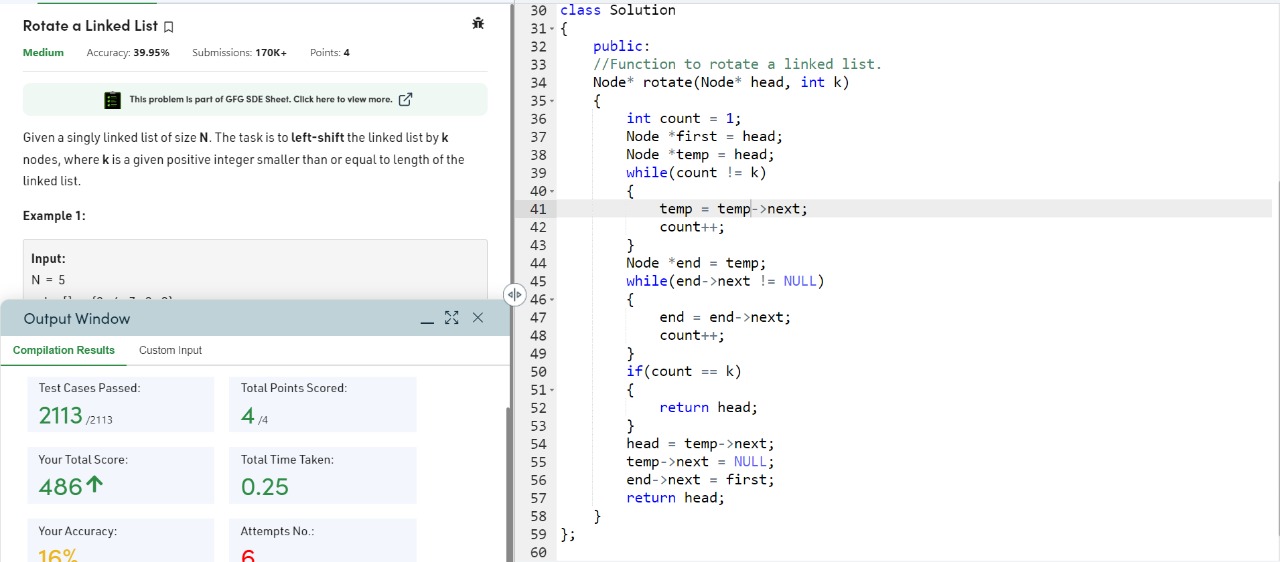 Rotate a Linked List
Medium Accuracy: 39.95% Submissions: 170K+ Points: 4
This problem is part of GFG SDE Sheet. Click here to view more.
Given a singly linked list of size N. The task is to left-shift the linked list by k
nodes, where k is a given positive integer smaller than or equal to length of the
linked list.
Example 1:
Input:
N = 5
Output Window
Compilation Results Custom Input
Test Cases Passed: Total Points Scored:
2113 /2113 4 /4
Your Total Score: Total Time Taken:
486 0.25
Your Accuracy: Attempts No.:
16% 6
30 class Solution
31 {
32 public:
33 //Function to rotate a linked list.
34 Node* rotate(Node* head, int k)
35 {
36 int count = 1;
37 Node *first = head;
38 Node *temp = head;
39 while(count != k)
40 {
41 temp = temp->next;
42 count++;
43 }
44 Node *end = temp;
45 while(end->next != NULL)
46 {
47 end = end->next;
48 count++;
49 }
50 if(count == k)
51 {
52 return head;
53 }
54 head = temp->next;
55 temp->next = NULL;
56 end->next = first;
57 return head;
58 }
59 };
60